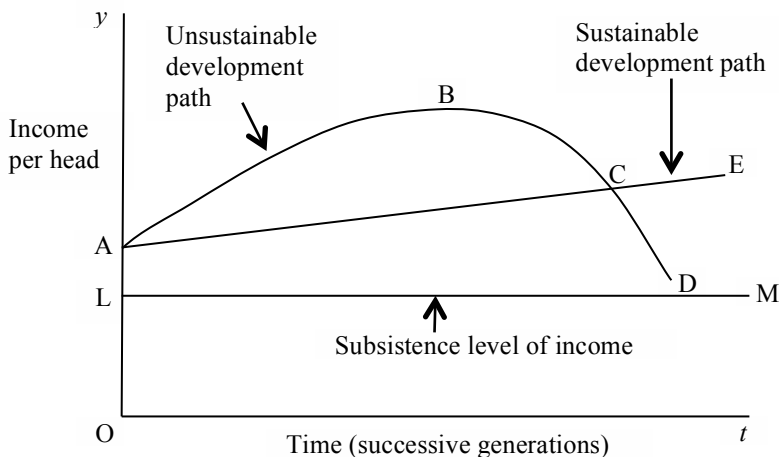 y
Unsustainable
development
path
Sustainable
development path
B
Income
per head
C
E
A
D
L
M
Subsistence level of income
O
t
Time (successive generations)